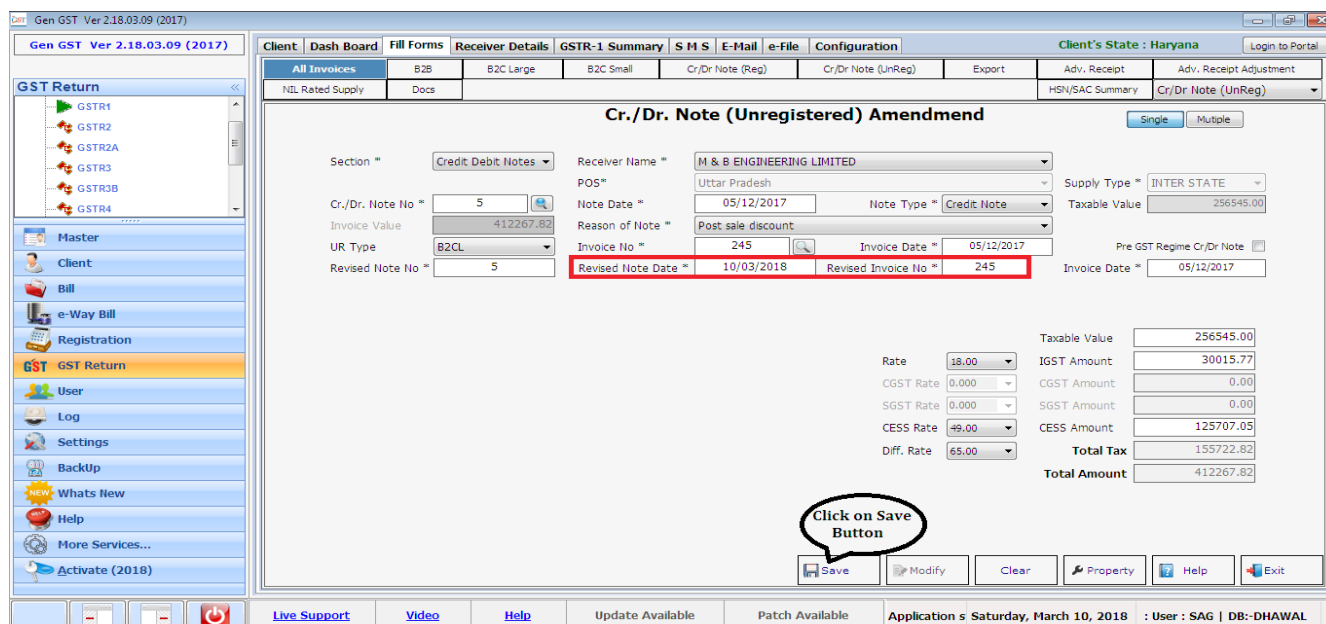 GST Gen GST Ver 2.18.03.09 (2017)
Gen GST Ver 2.18.03.09 (2017)
Client Dash Board Fill Forms Receiver Details GSTR-1 Summary S M S E-Mail e-File Configuration Client's State : Haryana Login to Portal
All Invoices B2B B2C Large B2C Small Cr/Dr Note (Reg) Cr/Dr Note (UnReg) Export Adv. Receipt Adv. Receipt Adjustment
NIL Rated Supply Docs HSN/SAC Summary Cr/Dr Note (UnReg)
GST Return
GSTR1
GSTR2
GSTR2A
GSTR3
GSTR3B
GSTR4
Master
Client
Bill
e-Way Bill
Registration
GST GST Return
User
Log
Settings
BackUp
NEW Whats New
Help
More Services...
Activate (2018)
Cr./Dr. Note (Unregistered) Amendmend
Single Mutiple
Section * Credit Debit Notes Receiver Name * M & B ENGINEERING LIMITED
POS* Uttar Pradesh Supply Type * INTER STATE
Cr./Dr. Note No * 5 Note Date * 05/12/2017 Note Type * Credit Note Taxable Value 256545.00
Invoice Value 412267.82 Reason of Note * Post sale discount
UR Type B2CL Invoice No * 245 Invoice Date * 05/12/2017 Pre GST Regime Cr/Dr Note
Revised Note No * 5 Revised Note Date * 10/03/2018 Revised Invoice No * 245 Invoice Date * 05/12/2017
Taxable Value 256545.00
Rate 18.00 IGST Amount 30015.77
CGST Rate 0.000 CGST Amount 0.00
SGST Rate 0.000 SGST Amount 0.00
CESS Rate 49.00 CESS Amount 125707.05
Diff. Rate 65.00 Total Tax 155722.82
Total Amount 412267.82
Click on Save
Button
Save Modify Clear Property Help Exit
Live Support Video Help Update Available Patch Available Application s Saturday, March 10, 2018 : User : SAG | DB:-DHAWAL